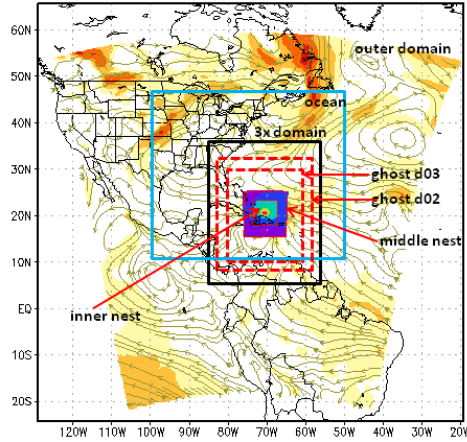 60N
outer domain
50N
ocean
40N
3x domain
30N
ghost d03
ghost d02
20N
middle nest
10N
EQ
inner nest
10S
20S
120W 110W 100W 90W 80W 70W 60W 50W 40W 30W 20W